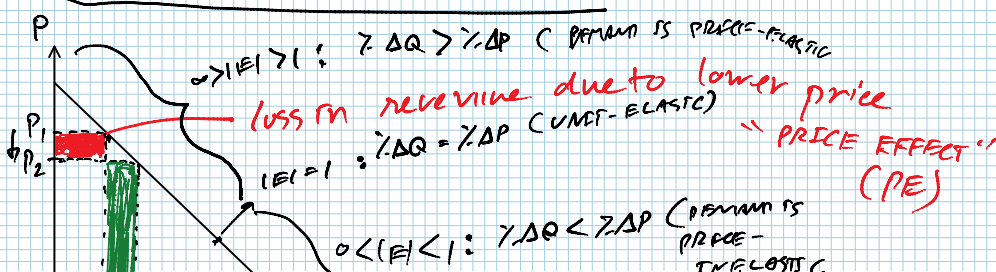 P
∞>|E|>1 : %ΔQ > %ΔP ( DEMAND IS PRICE-ELASTIC
loss in revenue due to lower price
P1
P2
|E|=1 : %ΔQ = %ΔP (UNIT-ELASTIC)
"PRICE EFFECT"
(PE)
0<|E|<1 : %ΔQ < %ΔP (DEMAND IS
PRICE-
INELASTIC